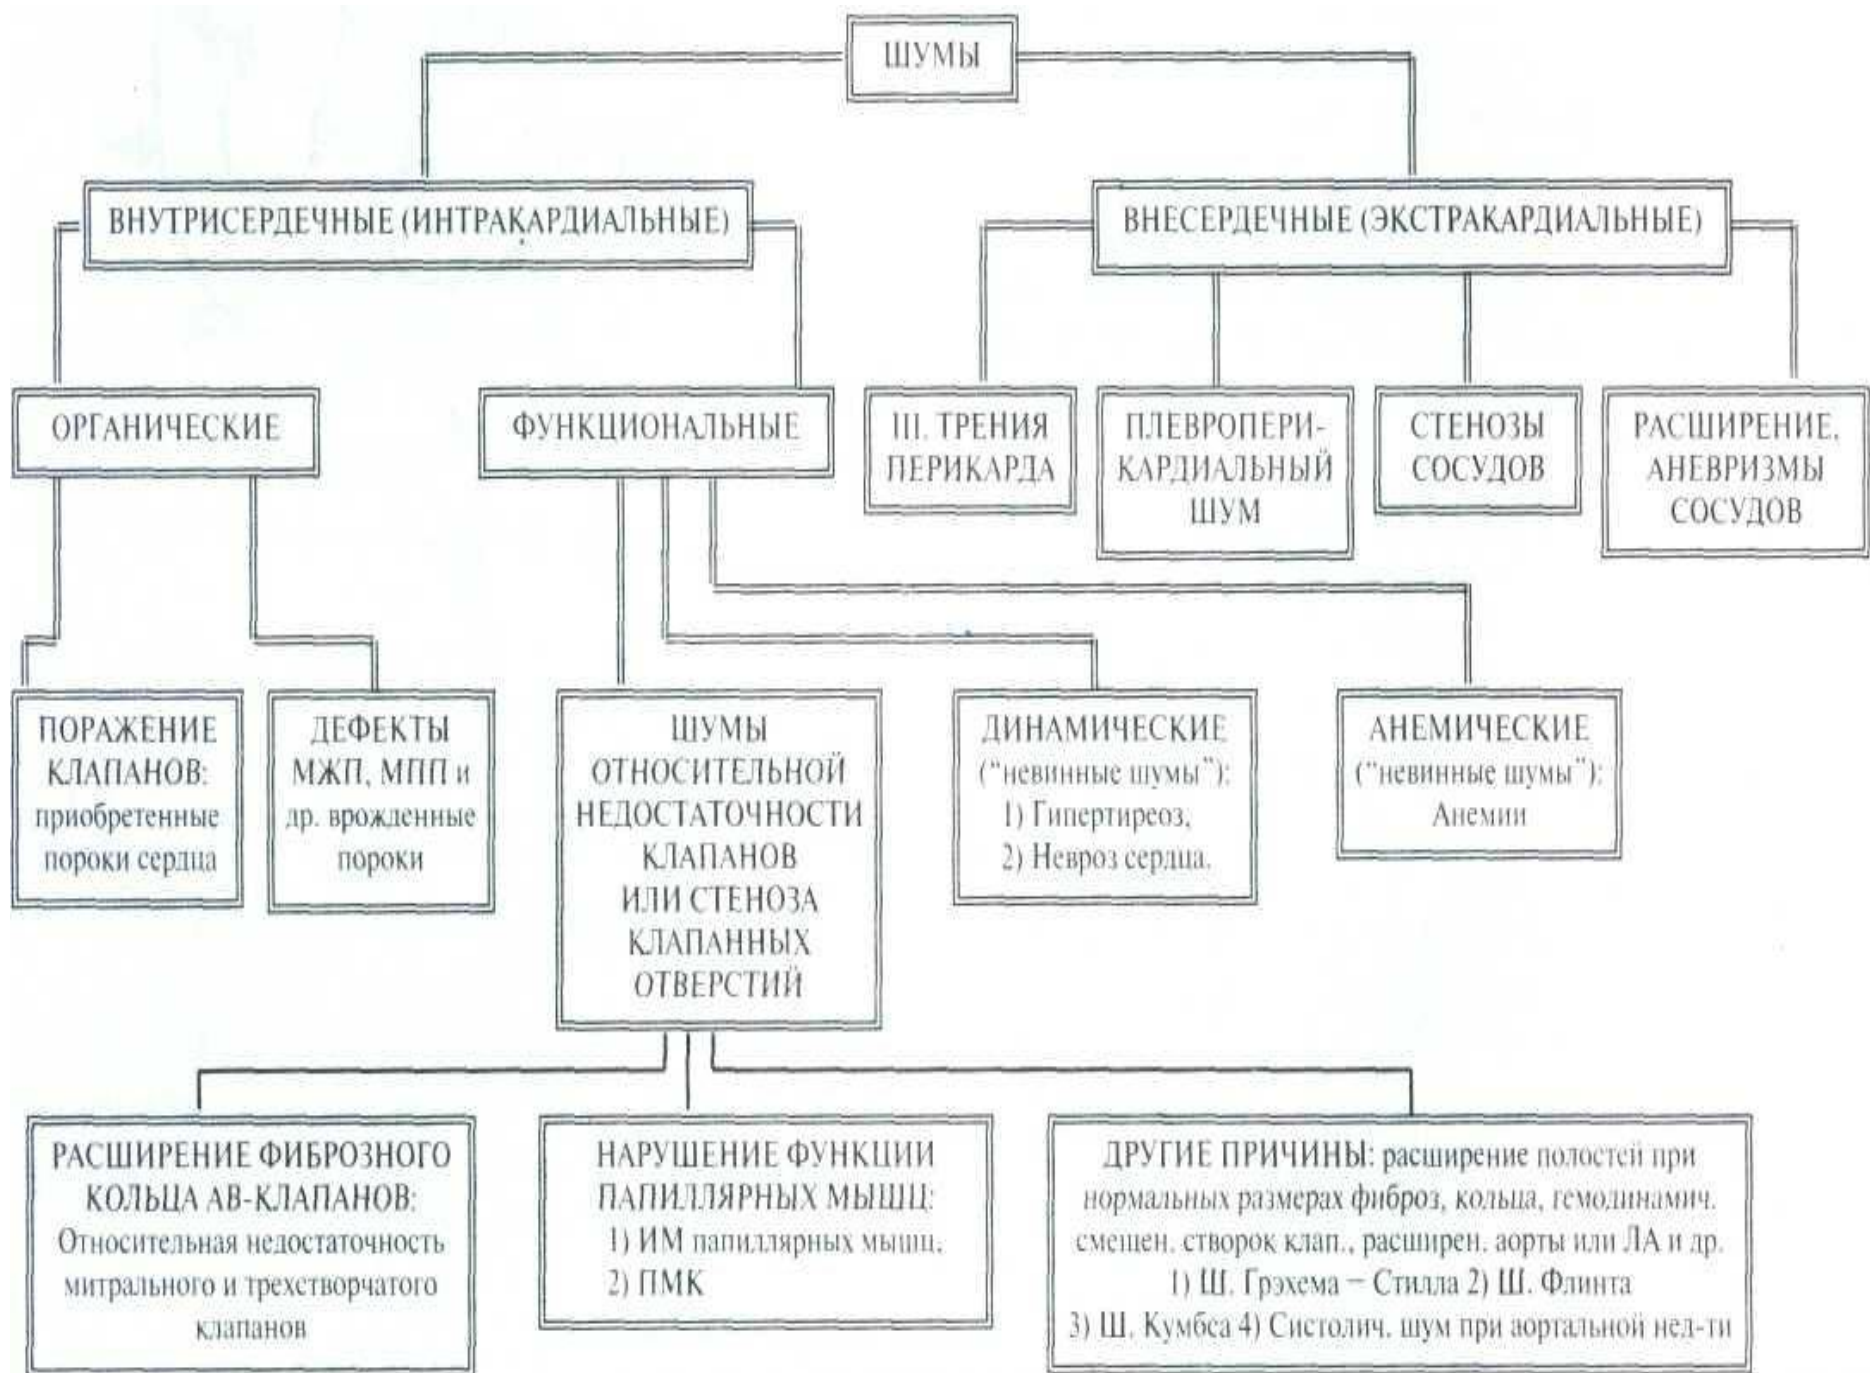 ШУМЫ
ВНУТРИСЕРДЕЧНЫЕ (ИНТРАКАРДИАЛЬНЫЕ)
ВНЕСЕРДЕЧНЫЕ (ЭКСТРАКАРДИАЛЬНЫЕ)
ОРГАНИЧЕСКИЕ
ФУНКЦИОНАЛЬНЫЕ
III. ТРЕНИЯ
ПЕРИКАРДА
ПЛЕВРОПЕРИ-
КАРДИАЛЬНЫЙ
ШУМ
СТЕНОЗЫ
СОСУДОВ
РАСШИРЕНИЕ,
АНЕВРИЗМЫ
СОСУДОВ
ПОРАЖЕНИЕ
КЛАПАНОВ:
приобретенные
пороки сердца
ДЕФЕКТЫ
МЖП, МПП и
др. врожденные
пороки
ШУМЫ
ОТНОСИТЕЛЬНОЙ
НЕДОСТАТОЧНОСТИ
КЛАПАНОВ
ИЛИ СТЕНОЗА
КЛАПАННЫХ
ОТВЕРСТИЙ
ДИНАМИЧЕСКИЕ
(“невинные шумы”):
1) Гипертиреоз,
2) Невроз сердца.
АНЕМИЧЕСКИЕ
(“невинные шумы”):
Анемии
РАСШИРЕНИЕ ФИБРОЗНОГО
КОЛЬЦА АВ-КЛАПАНОВ:
Относительная недостаточность
митрального и трехстворчатого
клапанов
НАРУШЕНИЕ ФУНКЦИИ
ПАПИЛЛЯРНЫХ МЫШЦ:
1) ИМ папиллярных мышц,
2) ПМК
ДРУГИЕ ПРИЧИНЫ: расширение полостей при
нормальных размерах фиброз, кольца, гемодинамич.
смещен. створок клап., расширен. аорты или ЛА и др.
1) Ш. Грэхема – Стилла 2) Ш. Флинта
3) Ш. Кумбса 4) Систолич. шум при аортальной нед-ти